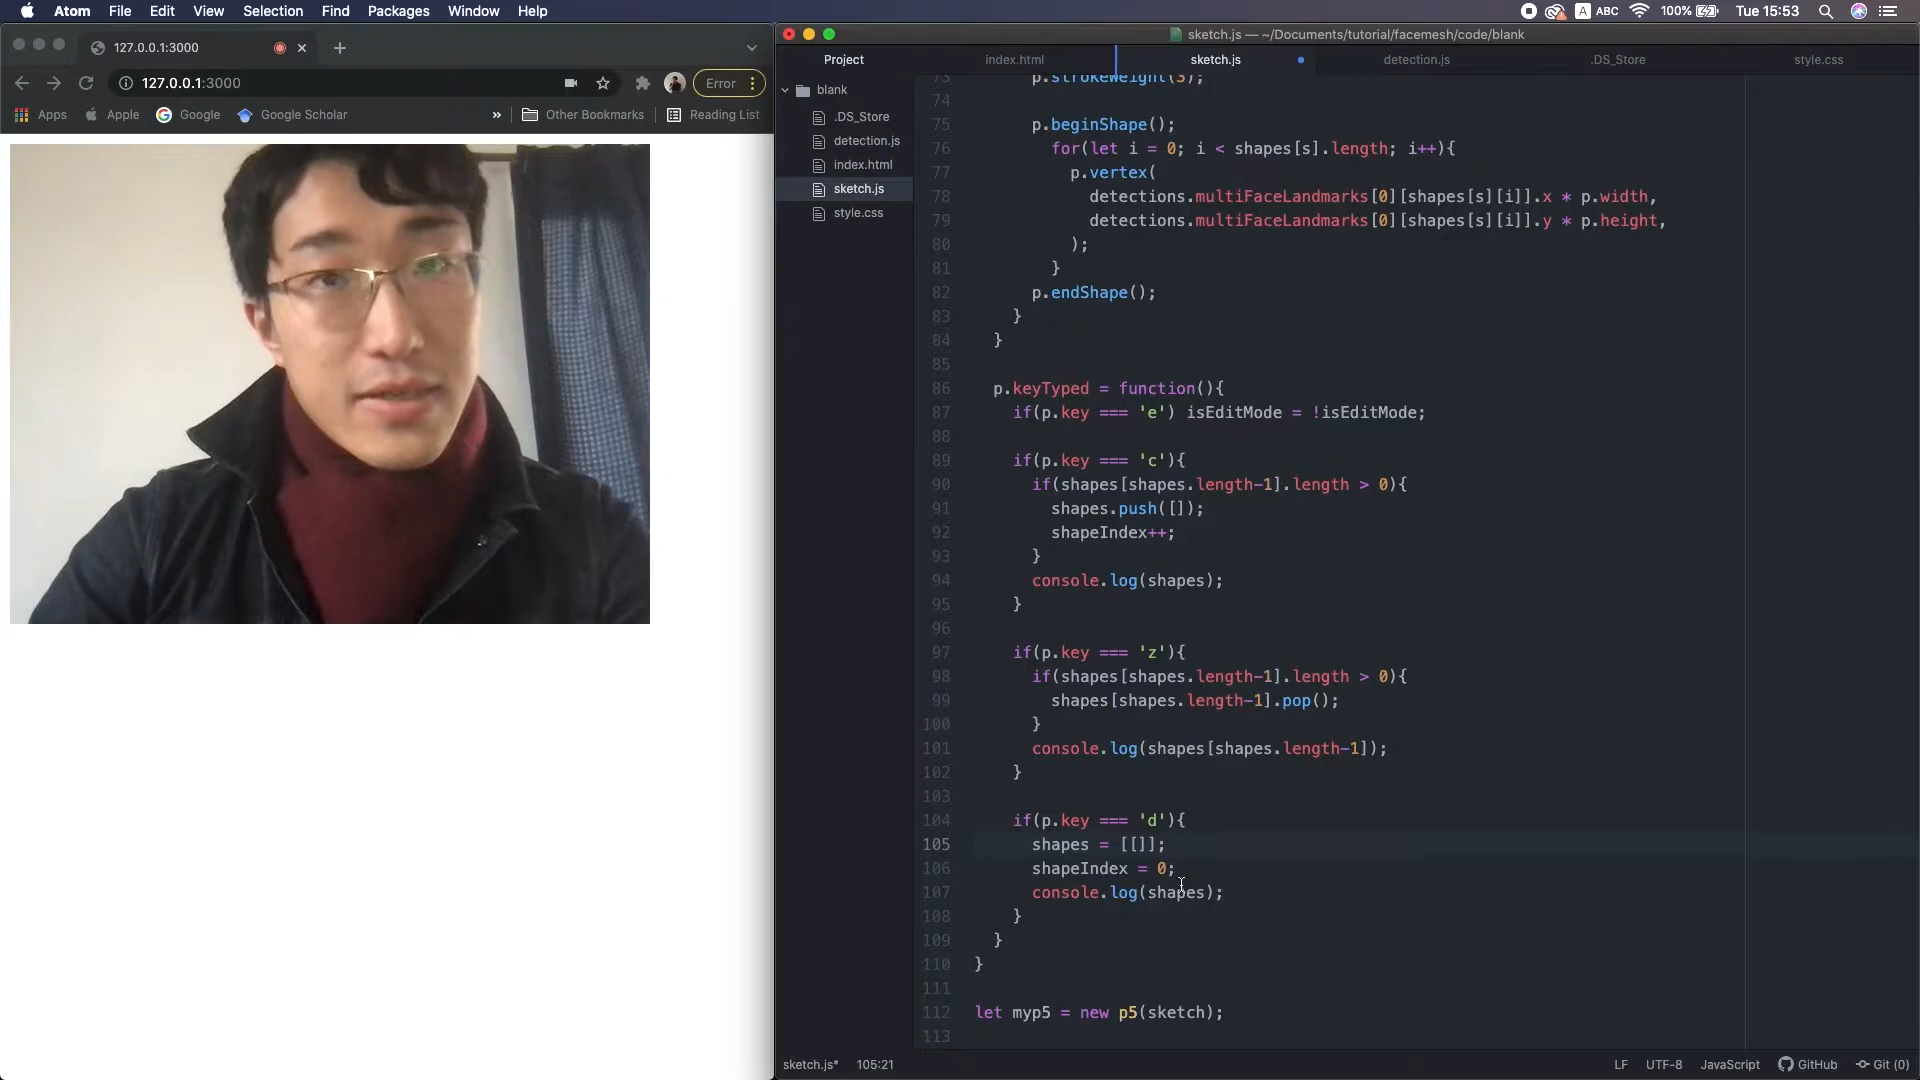 Atom File Edit View Selection Find Packages Window Help
A ABC 100% Tue 15:53
127.0.0.1:3000
127.0.0.1:3000
Error
Apps Apple Google Google Scholar » Other Bookmarks Reading List
sketch.js — ~/Documents/tutorial/facemesh/code/blank
Project
index.html sketch.js detection.js .DS_Store style.css
blank
.DS_Store
detection.js
index.html
sketch.js
style.css
73 p.strokeWeight(3);
74
75 p.beginShape();
76 for(let i = 0; i < shapes[s].length; i++){
77 p.vertex(
78 detections.multiFaceLandmarks[0][shapes[s][i]].x * p.width,
79 detections.multiFaceLandmarks[0][shapes[s][i]].y * p.height,
80 );
81 }
82 p.endShape();
83 }
84 }
85
86 p.keyTyped = function(){
87 if(p.key === 'e') isEditMode = !isEditMode;
88
89 if(p.key === 'c'){
90 if(shapes[shapes.length-1].length > 0){
91 shapes.push([]);
92 shapeIndex++;
93 }
94 console.log(shapes);
95 }
96
97 if(p.key === 'z'){
98 if(shapes[shapes.length-1].length > 0){
99 shapes[shapes.length-1].pop();
100 }
101 console.log(shapes[shapes.length-1]);
102 }
103
104 if(p.key === 'd'){
105 shapes = [[]];
106 shapeIndex = 0;
107 console.log(shapes);
108 }
109 }
110 }
111
112 let myp5 = new p5(sketch);
113
sketch.js* 105:21 LF UTF-8 JavaScript GitHub Git (0)